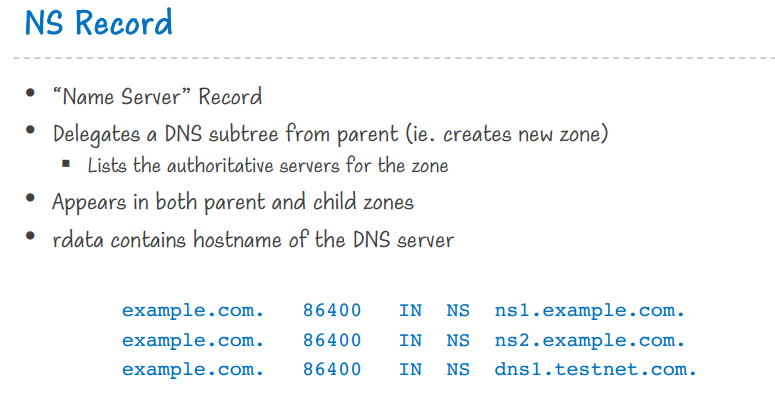 NS Record
• “Name Server” Record
• Delegates a DNS subtree from parent (ie. creates new zone)
▪ Lists the authoritative servers for the zone
• Appears in both parent and child zones
• rdata contains hostname of the DNS server
example.com. 86400 IN NS ns1.example.com.
example.com. 86400 IN NS ns2.example.com.
example.com. 86400 IN NS dns1.testnet.com.